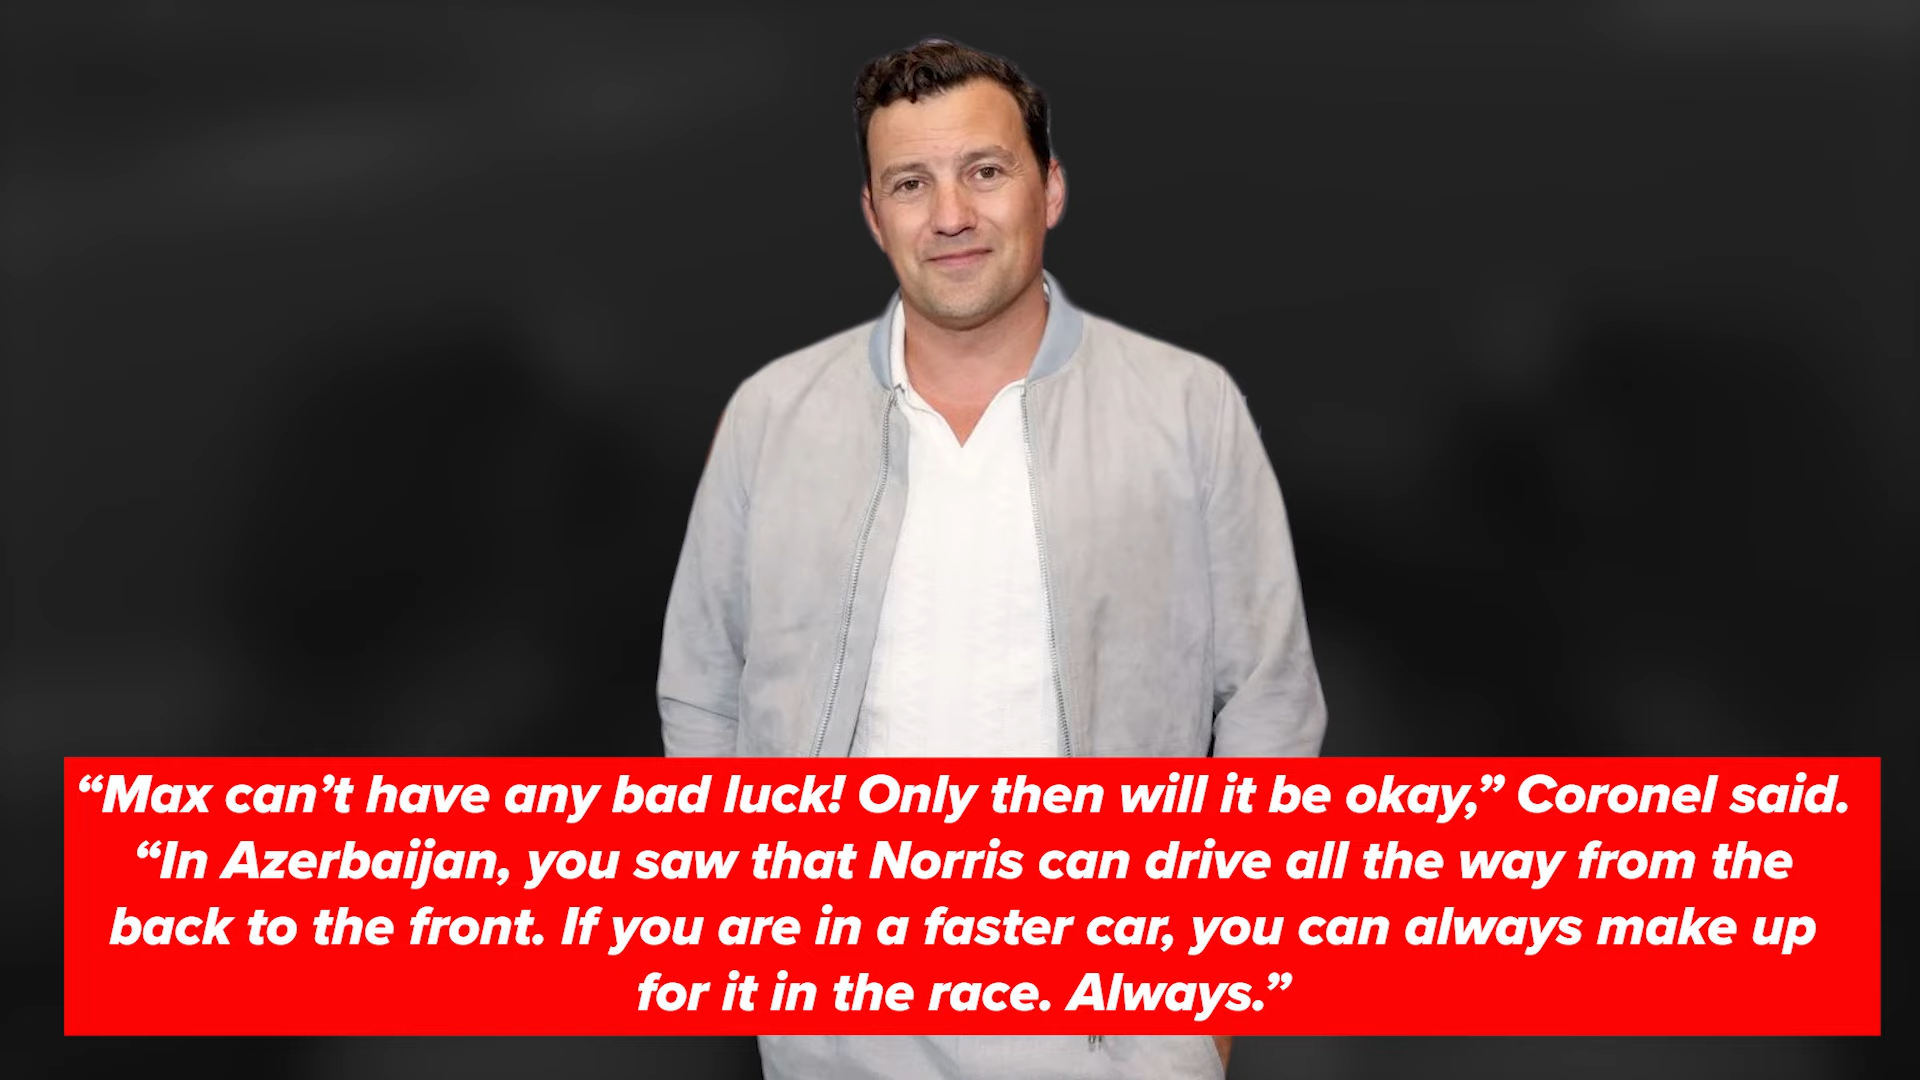 “Max can’t have any bad luck! Only then will it be okay,” Coronel said.
“In Azerbaijan, you saw that Norris can drive all the way from the
back to the front. If you are in a faster car, you can always make up
for it in the race. Always.”